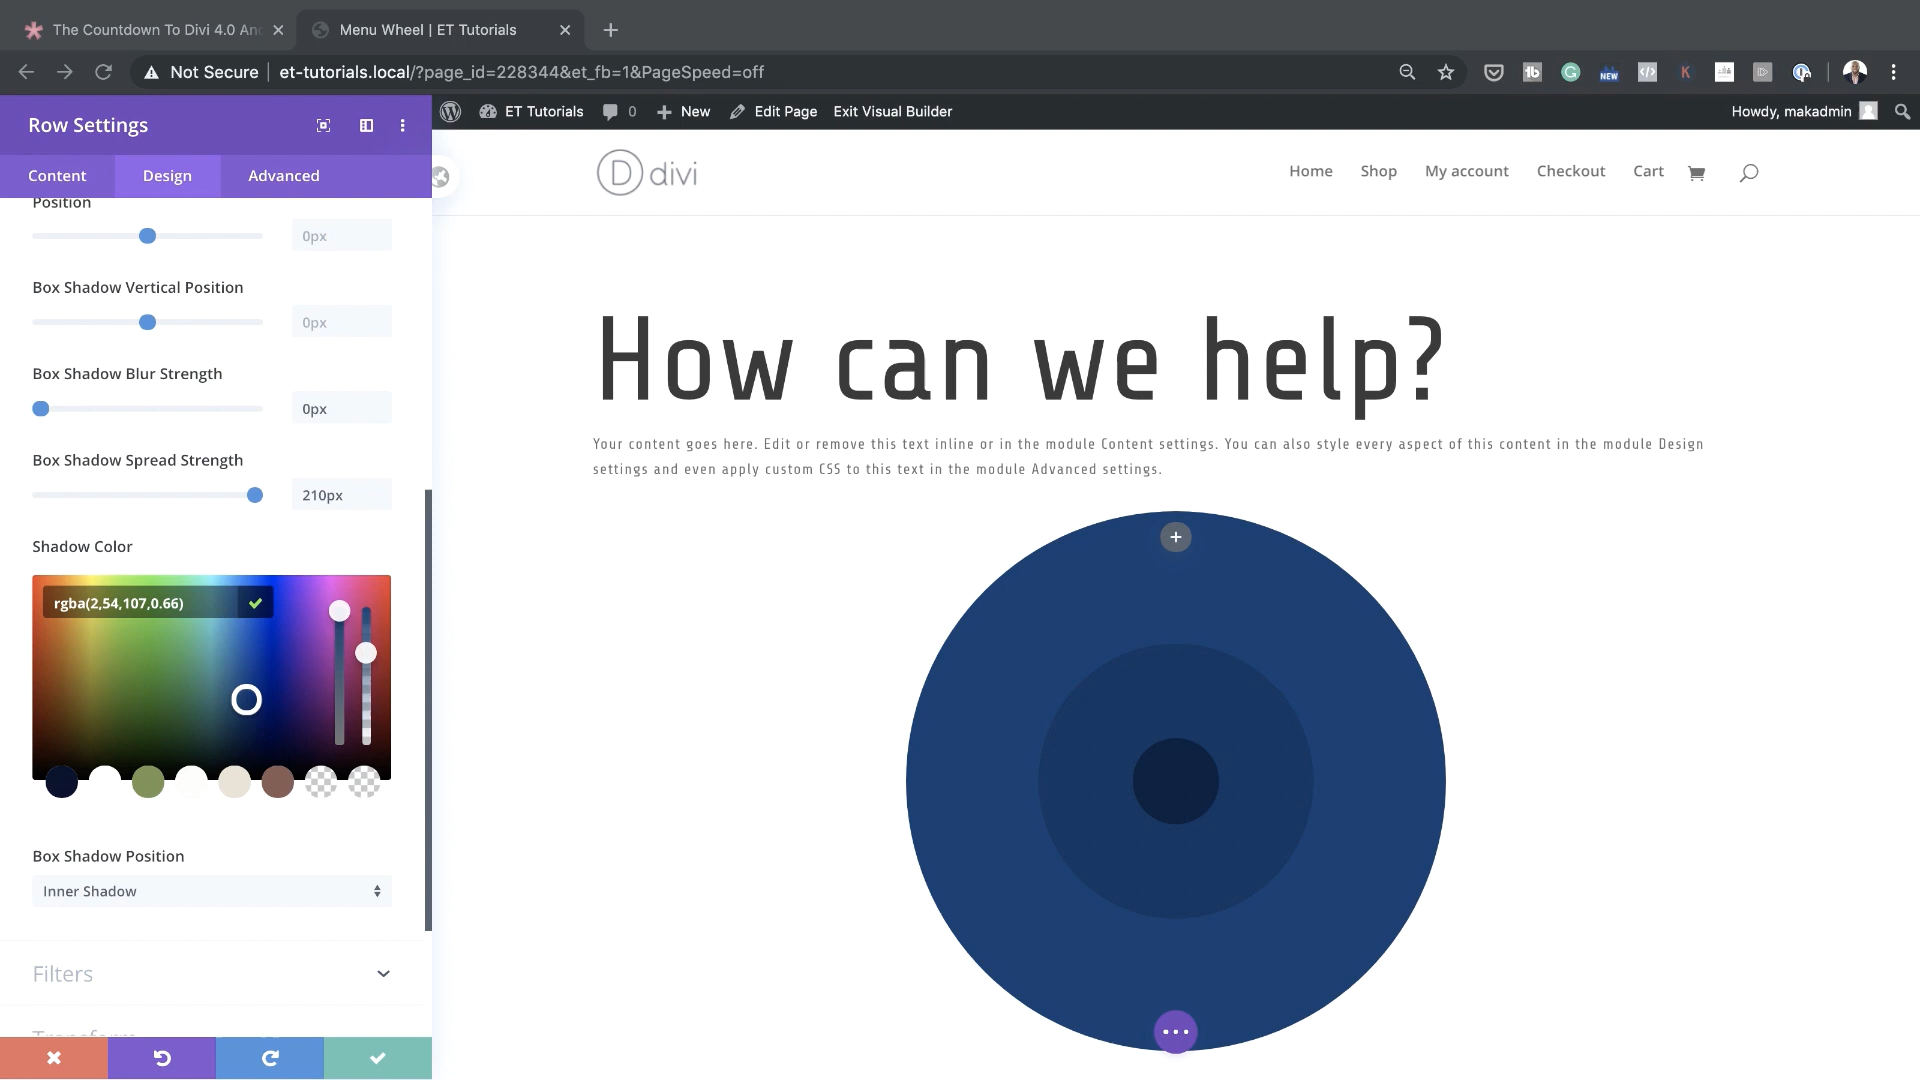 The Countdown To Divi 4.0 An
Menu Wheel | ET Tutorials
Not Secure
et-tutorials.local/?page_id=228344&et_fb=1&PageSpeed=off
NEW
Row Settings
ET Tutorials
0
New
Edit Page
Exit Visual Builder
Howdy, makadmin
Content
Design
Advanced
D divi
Home
Shop
My account
Checkout
Cart
Position
0px
Box Shadow Vertical Position
0px
Box Shadow Blur Strength
0px
Box Shadow Spread Strength
210px
Shadow Color
rgba(2,54,107,0.66)
Box Shadow Position
Inner Shadow
Filters
Transform
How can we help?
Your content goes here. Edit or remove this text inline or in the module Content settings. You can also style every aspect of this content in the module Design
settings and even apply custom CSS to this text in the module Advanced settings.